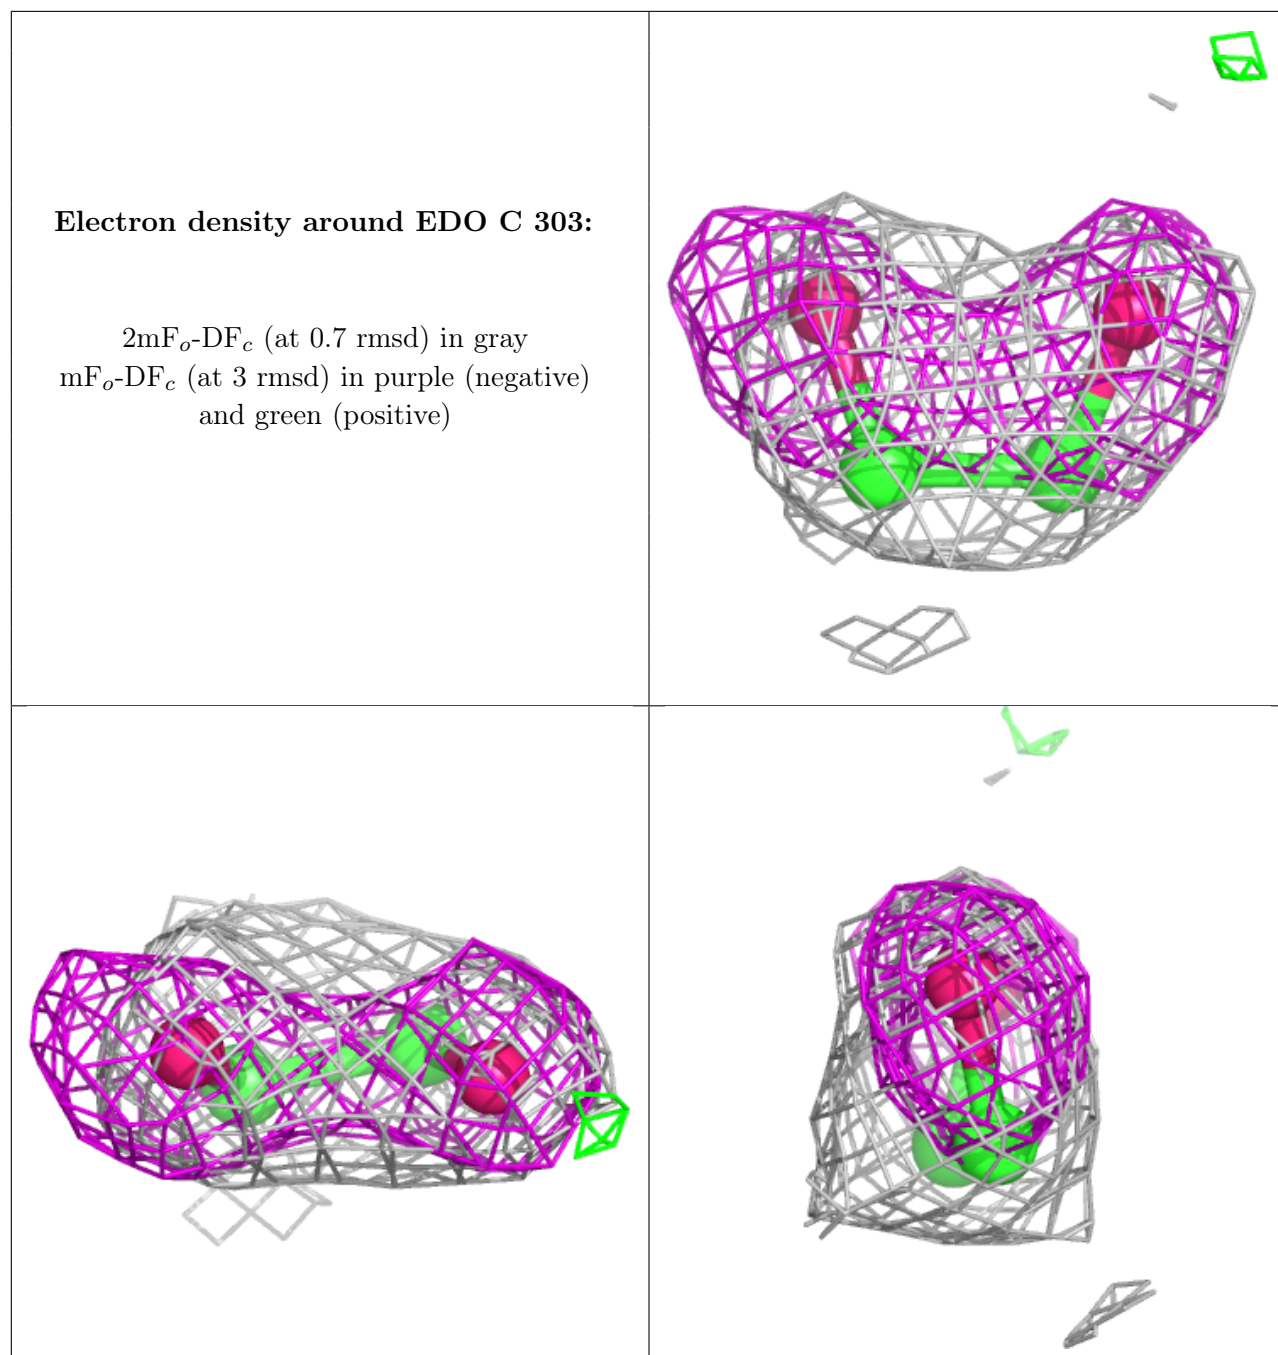 Electron density around EDO C 303:
2mFₒ-DF𝒸 (at 0.7 rmsd) in gray
mFₒ-DF𝒸 (at 3 rmsd) in purple (negative)
and green (positive)